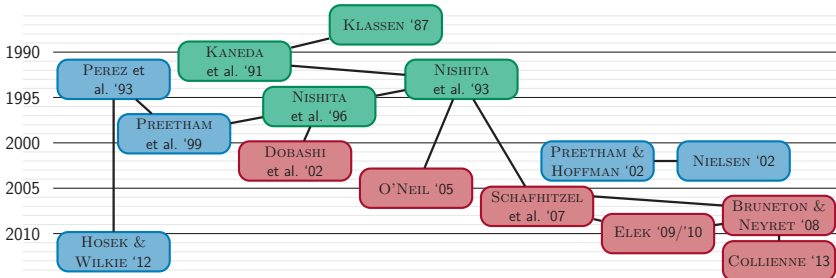 KLASSEN ‘87
1990
KANEDA
et al. ‘91
PEREZ et
al. ‘93
NISHITA
et al. ‘93
1995
NISHITA
et al. ‘96
PREETHAM
et al. ‘99
2000
DOBASHI
et al. ‘02
PREETHAM &
HOFFMAN ‘02
NIELSEN ‘02
2005
O’NEIL ‘05
SCHAFHITZEL
et al. ‘07
BRUNETON &
NEYRET ‘08
2010
ELEK ‘09/’10
HOSEK &
WILKIE ‘12
COLLIENNE ‘13